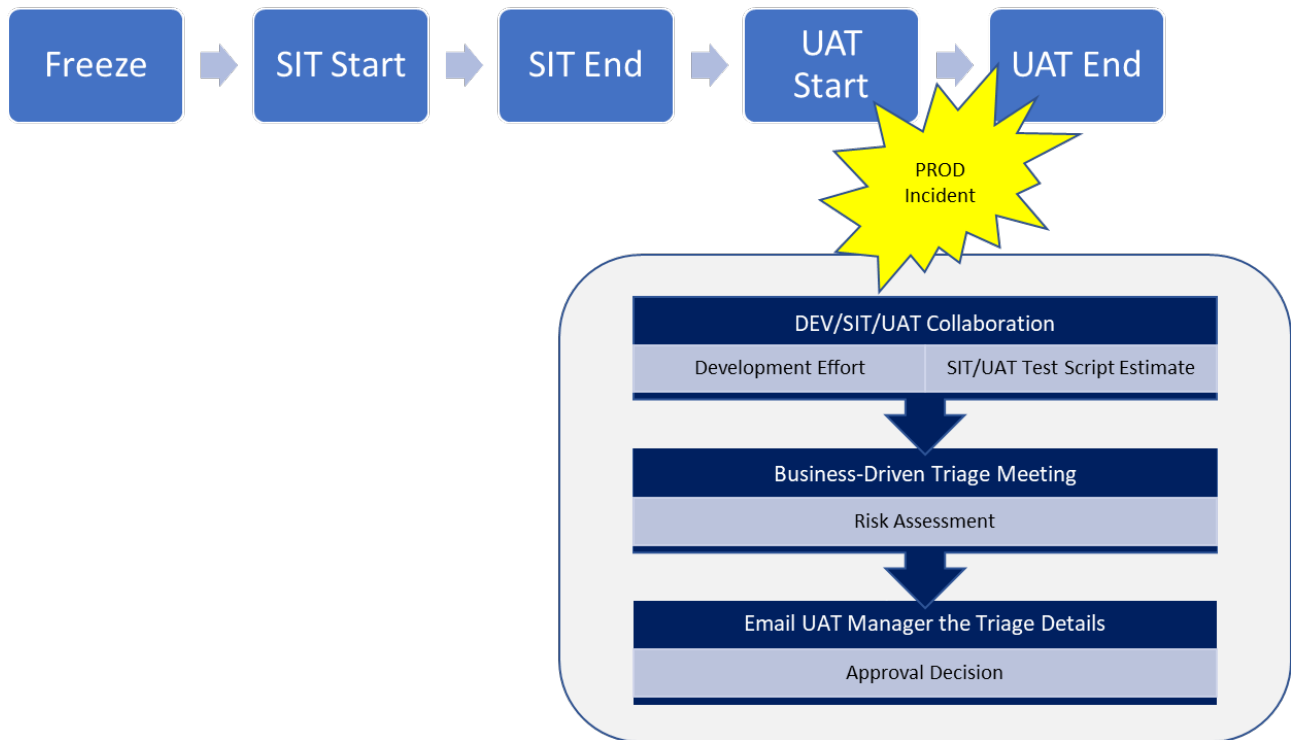 Freeze
SIT Start
SIT End
UAT
Start
UAT End
PROD
Incident
DEV/SIT/UAT Collaboration
Development Effort
SIT/UAT Test Script Estimate
Business-Driven Triage Meeting
Risk Assessment
Email UAT Manager the Triage Details
Approval Decision